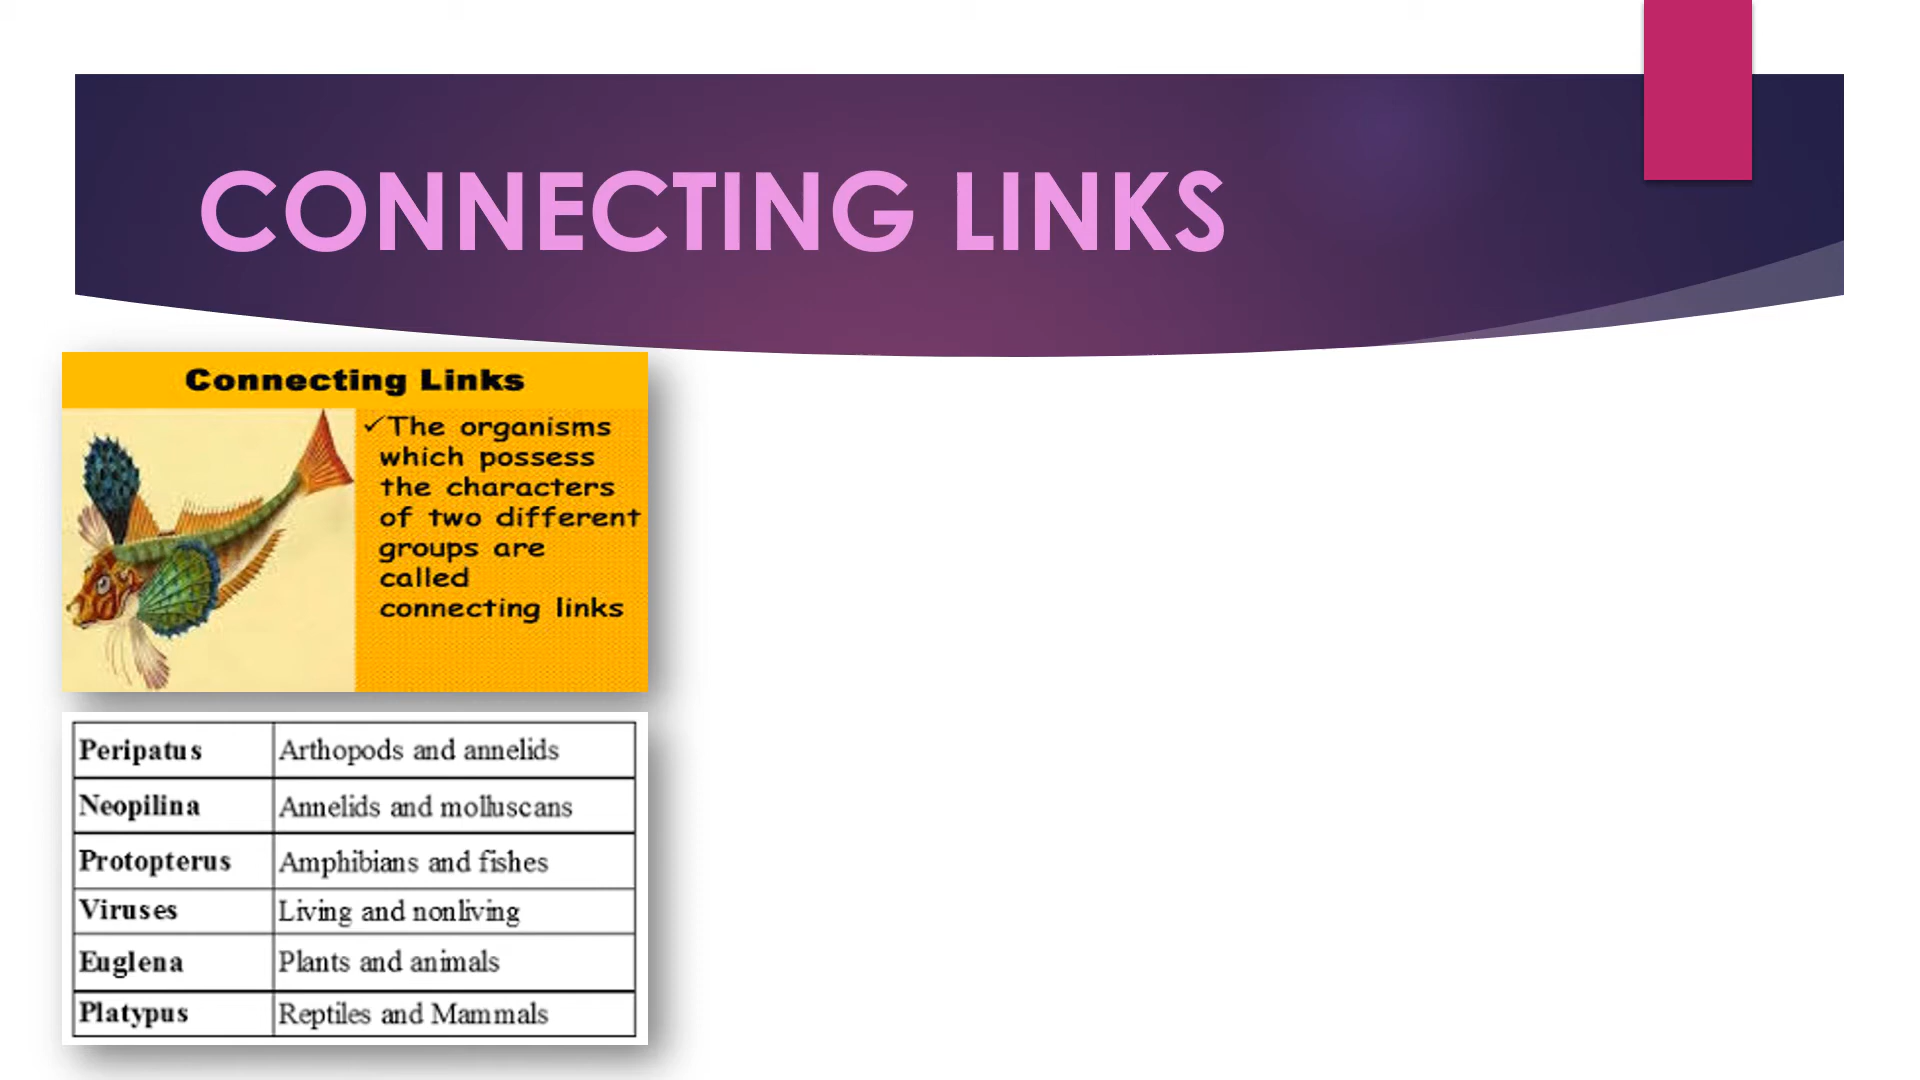 CONNECTING LINKS
Connecting Links
✓The organisms
which possess
the characters
of two different
groups are
called
connecting links
Peripatus Arthopods and annelids
Neopilina Annelids and molluscans
Protopterus Amphibians and fishes
Viruses Living and nonliving
Euglena Plants and animals
Platypus Reptiles and Mammals